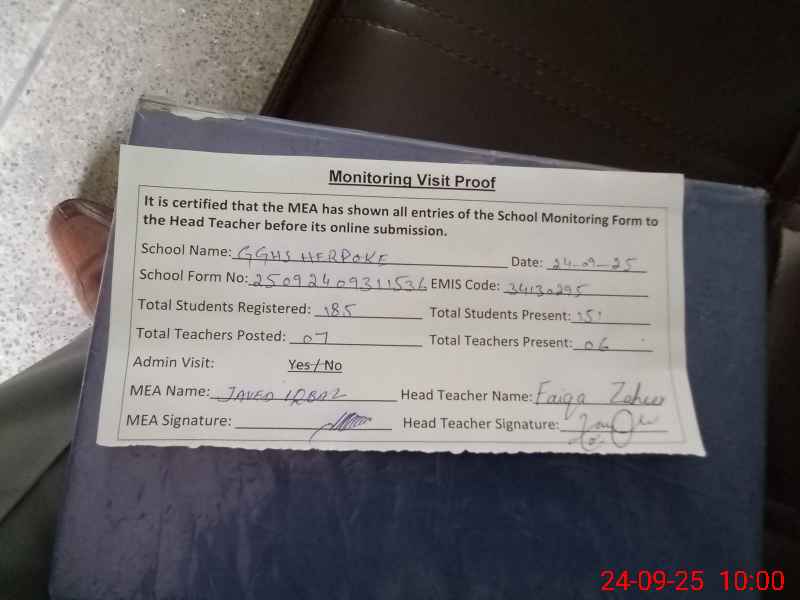 Monitoring Visit Proof
It is certified that the MEA has shown all entries of the School Monitoring Form to
the Head Teacher before its online submission.
School Name: GGHS HERDOKE Date: 24-09-25
School Form No: 25092409311536 EMIS Code: 34130295
Total Students Registered: 185 Total Students Present: 151
Total Teachers Posted: 07 Total Teachers Present: 06
Admin Visit: Yes / No
MEA Name: JAVED IQBAL Head Teacher Name: Faiqa Zaheer
MEA Signature: Head Teacher Signature:
24-09-25 10:00